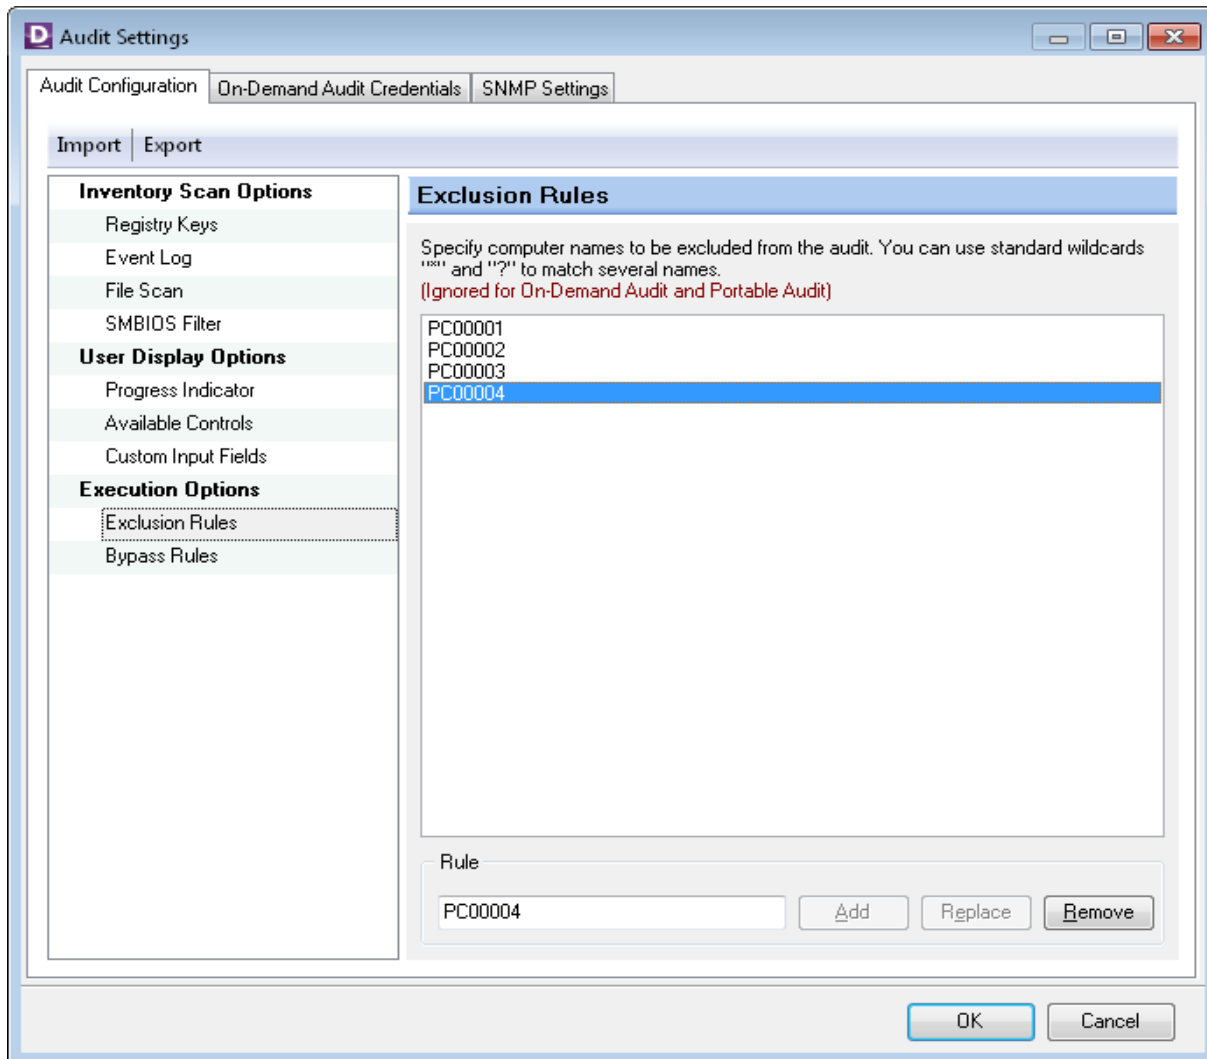 D Audit Settings
Audit Configuration On-Demand Audit Credentials SNMP Settings
Import Export
Inventory Scan Options
Registry Keys
Event Log
File Scan
SMBIOS Filter
User Display Options
Progress Indicator
Available Controls
Custom Input Fields
Execution Options
Exclusion Rules
Bypass Rules
Exclusion Rules
Specify computer names to be excluded from the audit. You can use standard wildcards
"*" and "?" to match several names.
(Ignored for On-Demand Audit and Portable Audit)
PC00001
PC00002
PC00003
PC00004
Rule
PC00004 Add Replace Remove
OK Cancel